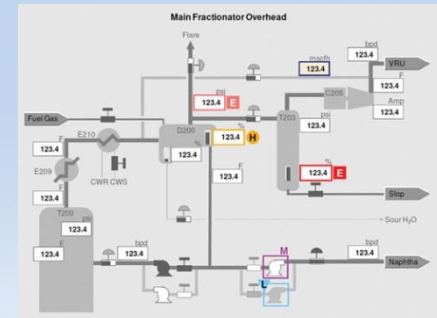 Main Fractionator Overhead
Flare
bpd
123.4
VRU
macfh
123.4
F
123.4
psi
123.4 E
C205
Amp
123.4
Fuel Gas
T203
psi
123.4
F
123.4
E210
D200
%
123.4 H
%
123.4
%
123.4 E
E209
CWR CWS
F
123.4
F
123.4
Slop
T200
psi
123.4
F
123.4
Sour H₂O
bpd
123.4
M
bpd
123.4
Naphtha
L